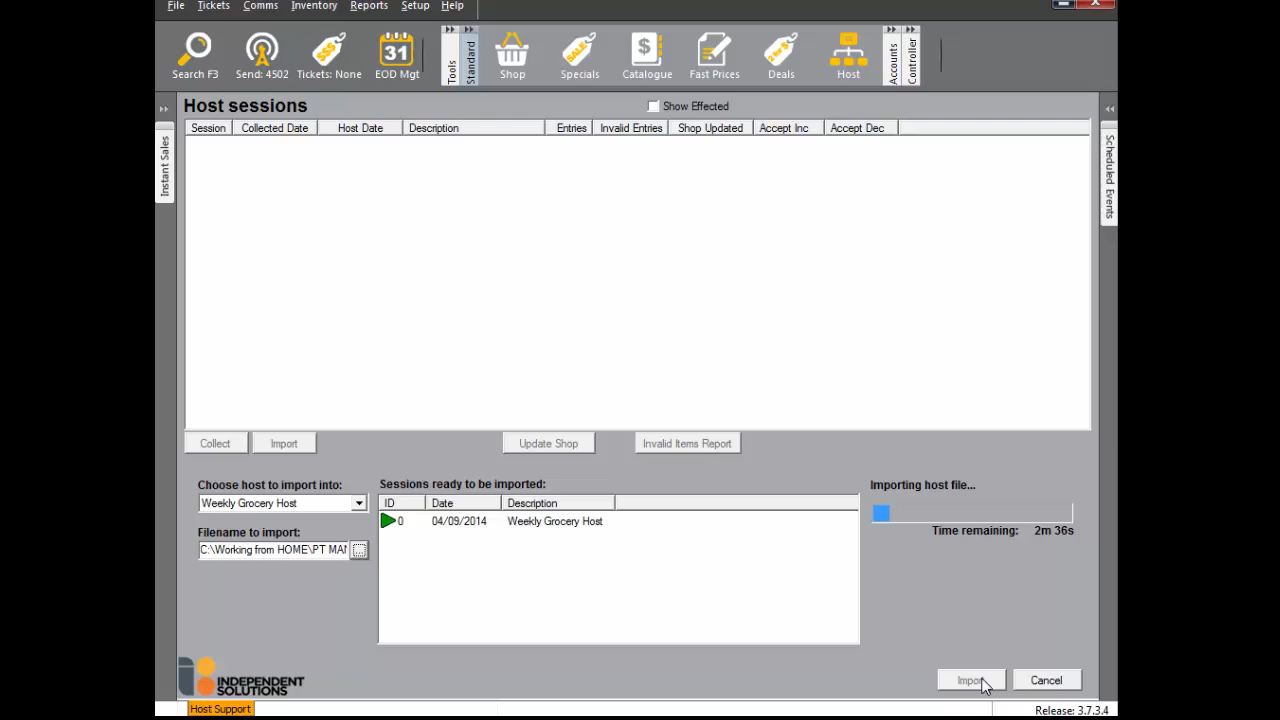 File Tickets Comms Inventory Reports Setup Help
31
SALE
$
2 for $
Search F3 Send: 4502 Tickets: None EOD Mgt Tools Standard Shop Specials Catalogue Fast Prices Deals Host Accounts Controller
Host sessions Show Effected
Session Collected Date Host Date Description Entries Invalid Entries Shop Updated Accept Inc Accept Dec
Instant Sales
Scheduled Events
Collect Import Update Shop Invalid Items Report
Choose host to import into: Sessions ready to be imported: Importing host file...
Weekly Grocery Host ID Date Description
0 04/09/2014 Weekly Grocery Host
Filename to import: Time remaining: 2m 36s
C:\Working from HOME\PT MAN
INDEPENDENT
SOLUTIONS
Import Cancel
Host Support Release: 3.7.3.4